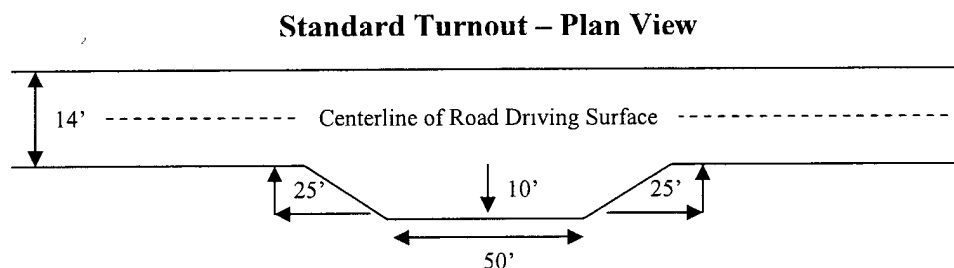 Standard Turnout – Plan View
14’
Centerline of Road Driving Surface
25’
10’
25’
50’